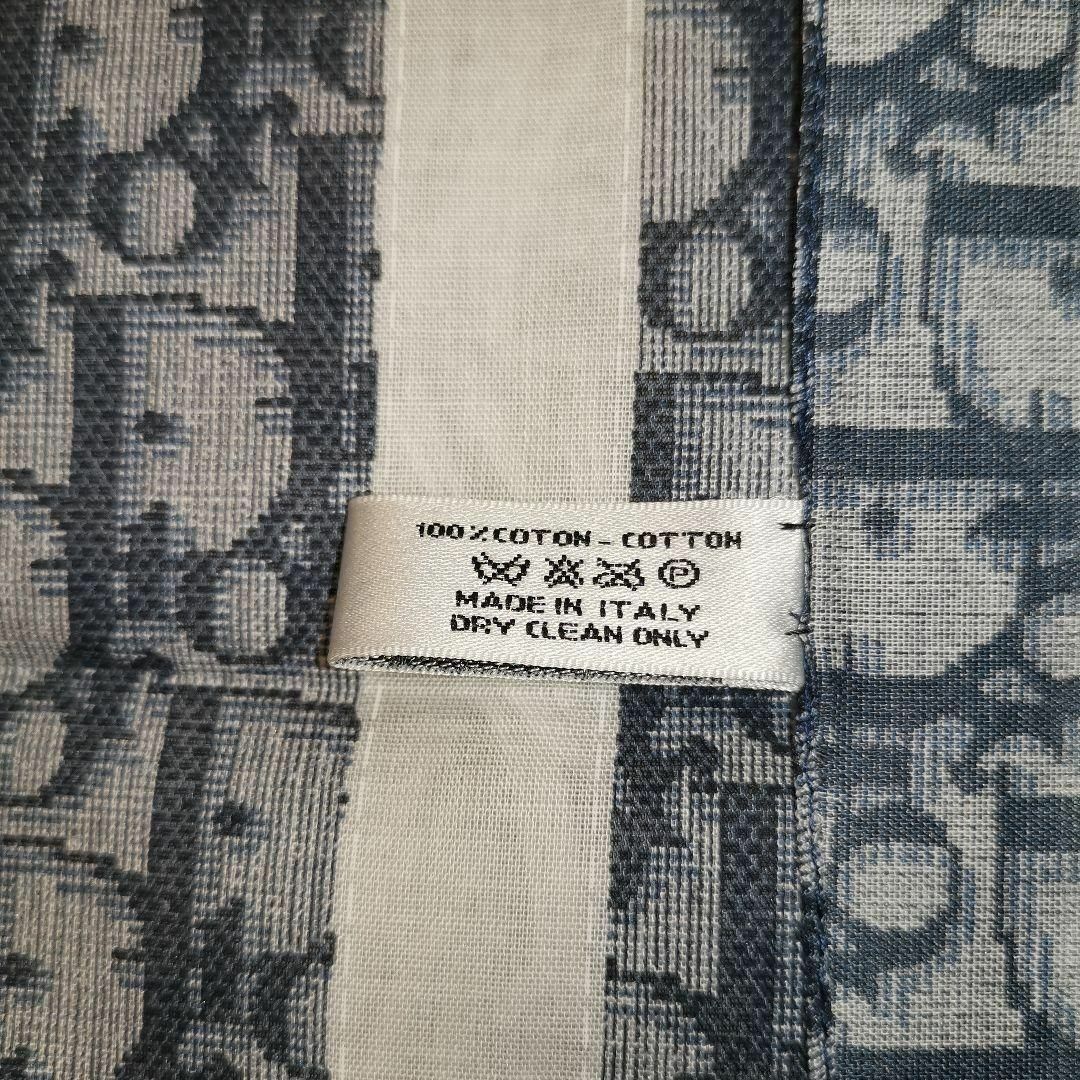 100% COTON - COTTON
P
MADE IN ITALY
DRY CLEAN ONLY